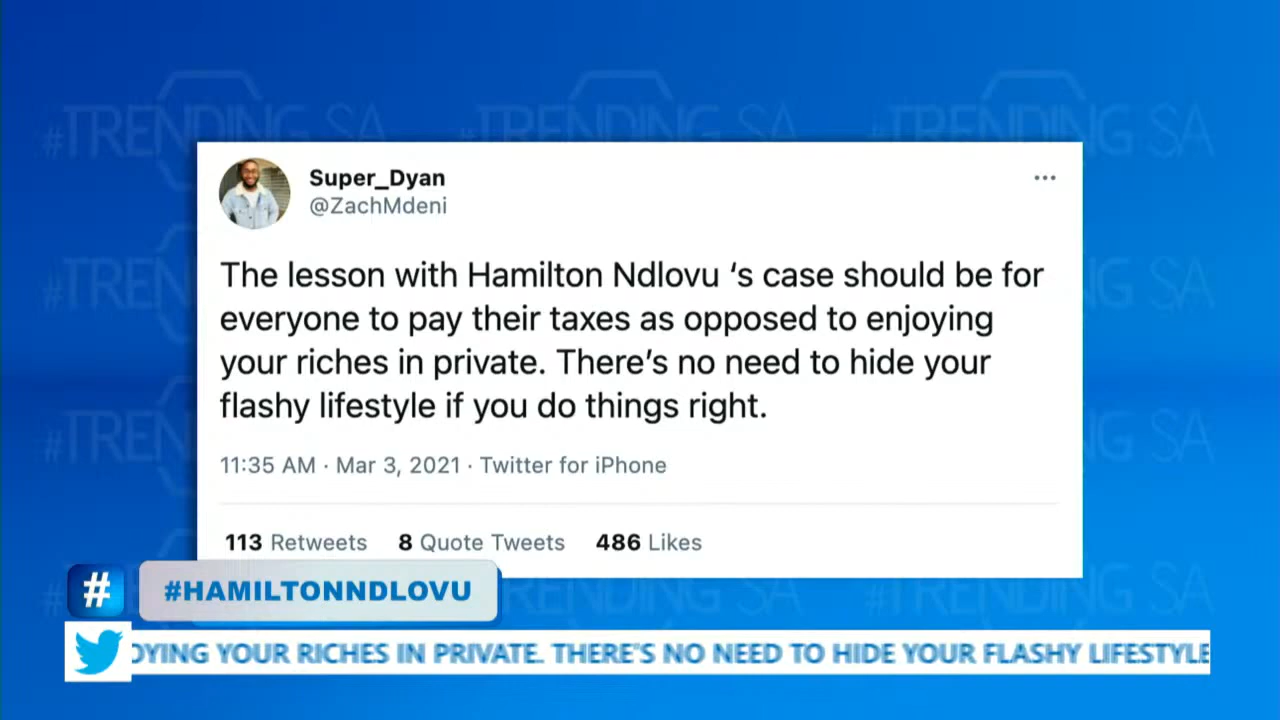 #TRENDING SA
Super_Dyan
@ZachMdeni
The lesson with Hamilton Ndlovu ‘s case should be for
everyone to pay their taxes as opposed to enjoying
your riches in private. There’s no need to hide your
flashy lifestyle if you do things right.
11:35 AM · Mar 3, 2021 · Twitter for iPhone
113 Retweets 8 Quote Tweets 486 Likes
# #HAMILTONNDLOVU
OYING YOUR RICHES IN PRIVATE. THERE'S NO NEED TO HIDE YOUR FLASHY LIFESTYLE